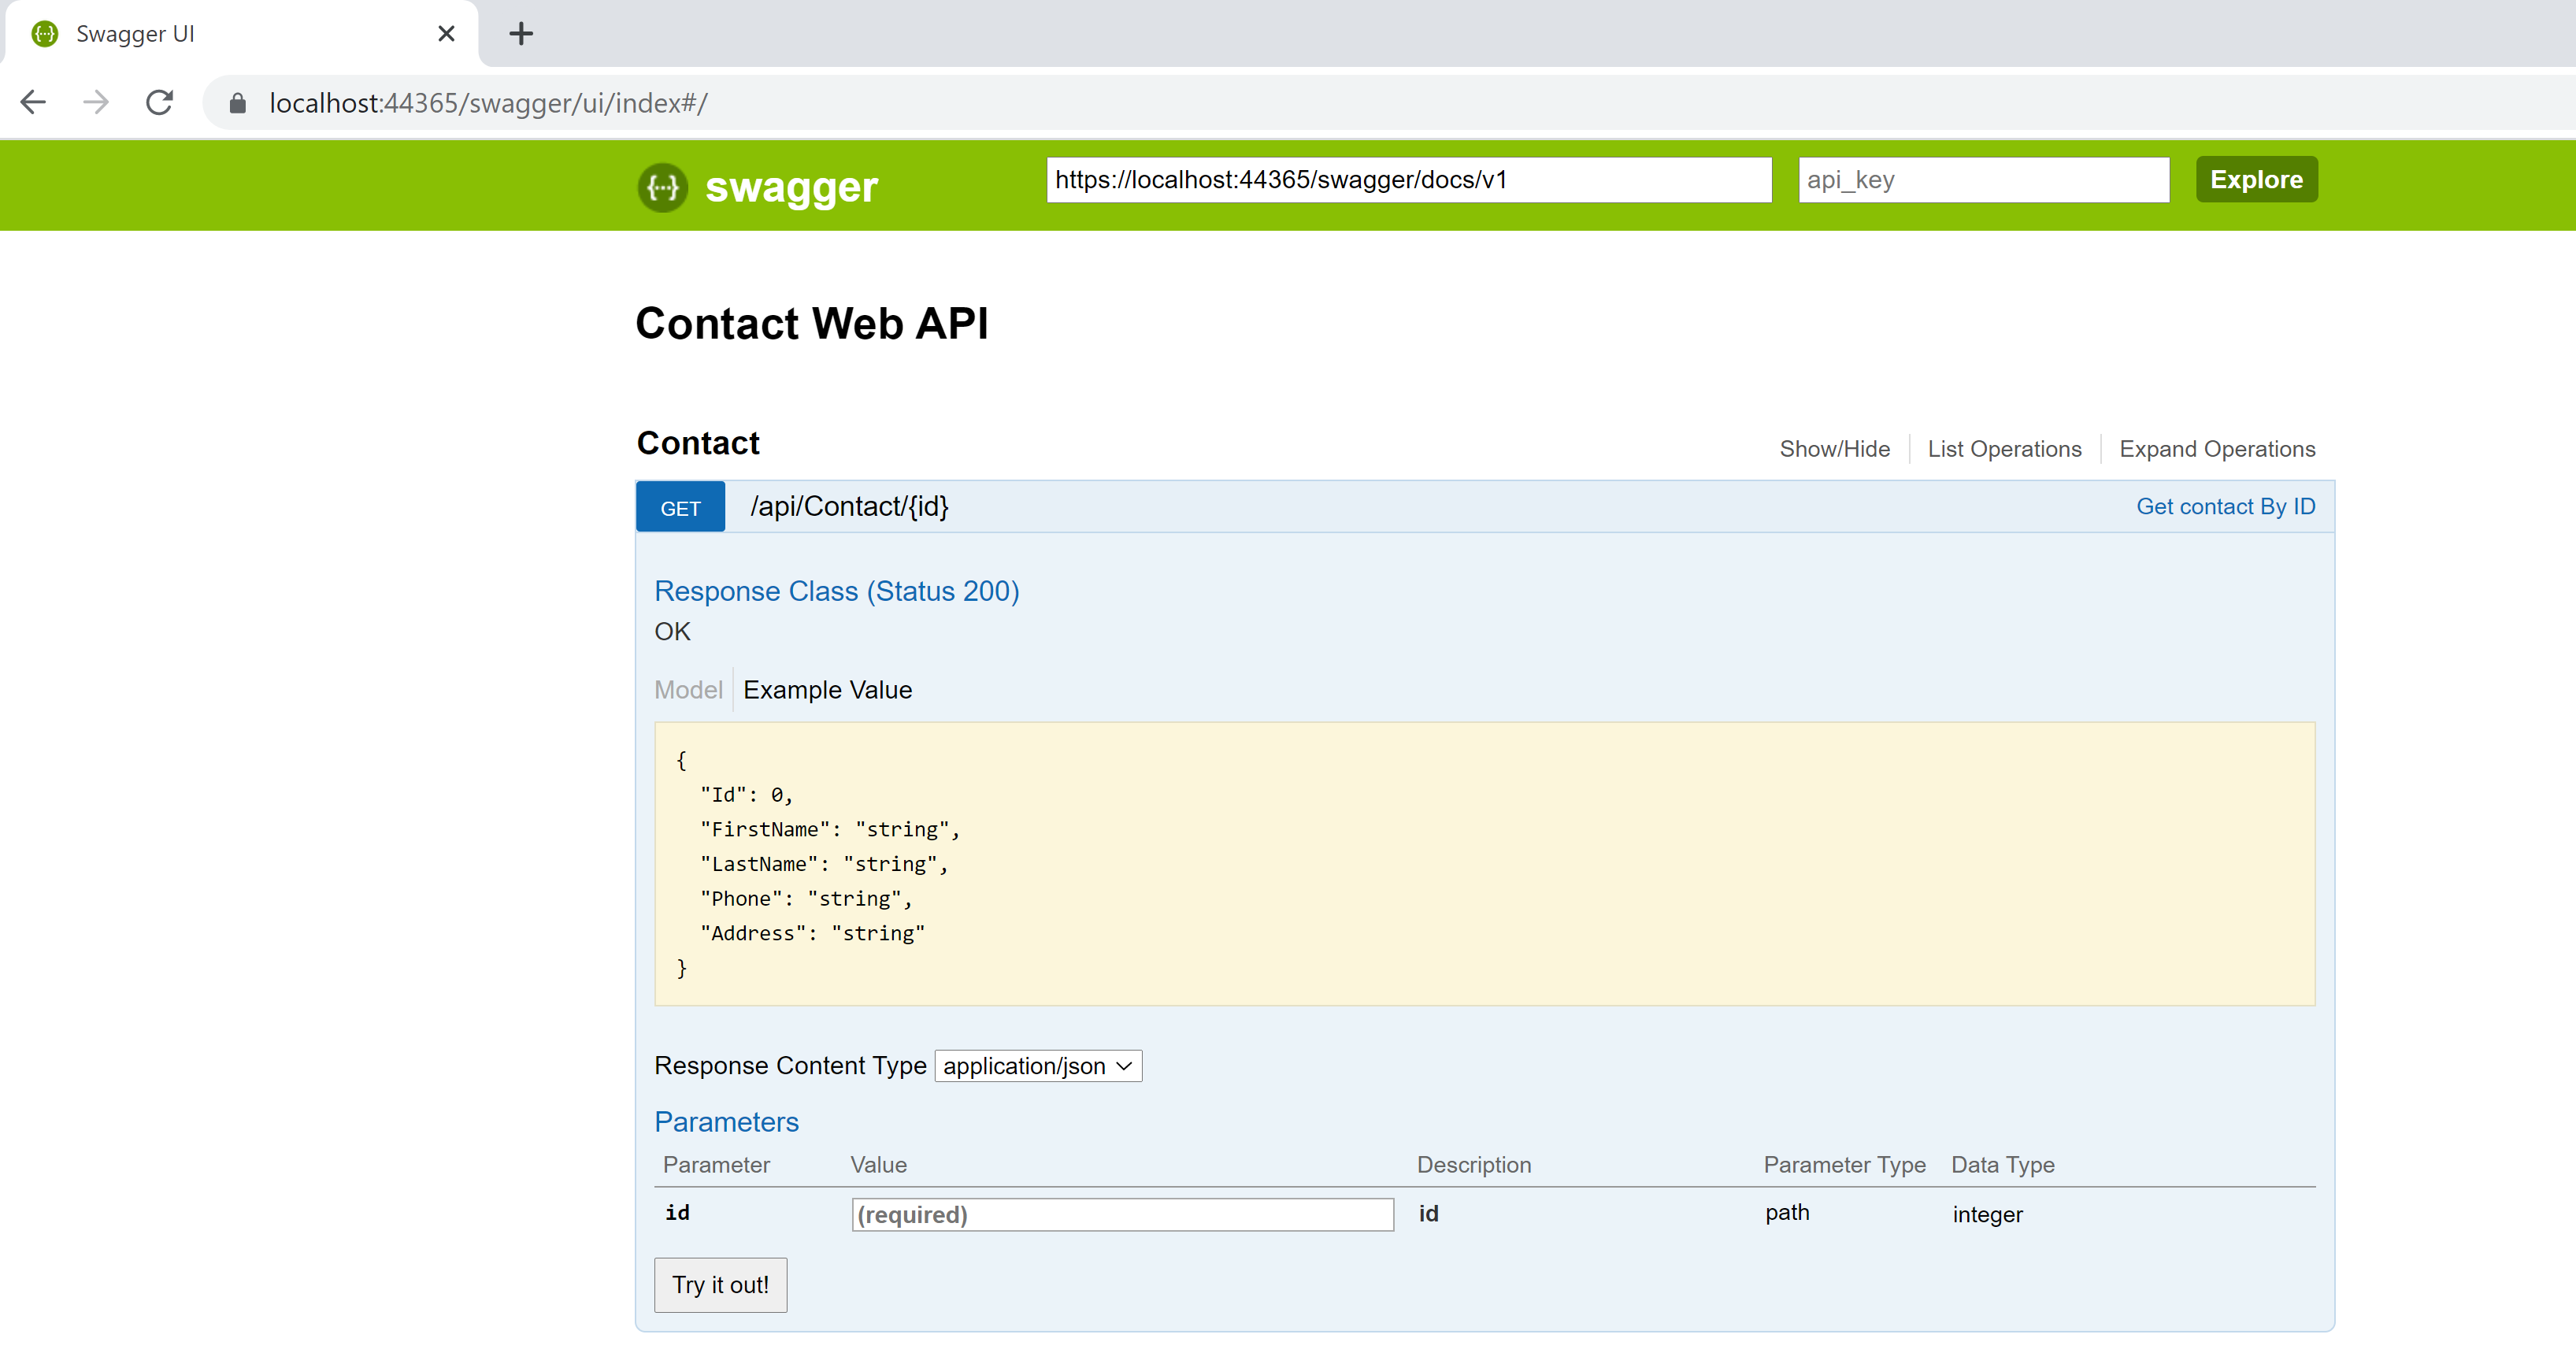 Swagger UI
localhost:44365/swagger/ui/index#/
{···} swagger https://localhost:44365/swagger/docs/v1 api_key Explore
Contact Web API
Contact Show/Hide List Operations Expand Operations
GET /api/Contact/{id} Get contact By ID
Response Class (Status 200)
OK
Model Example Value
{
"Id": 0,
"FirstName": "string",
"LastName": "string",
"Phone": "string",
"Address": "string"
}
Response Content Type application/json
Parameters
Parameter Value Description Parameter Type Data Type
id (required) id path integer
Try it out!